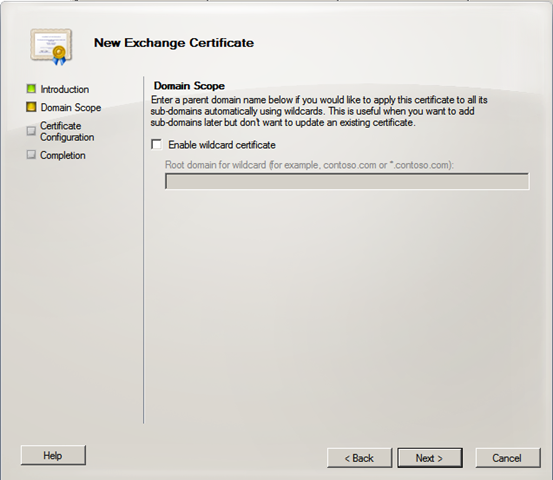 New Exchange Certificate
Introduction
Domain Scope
Certificate
Configuration
Completion
Domain Scope
Enter a parent domain name below if you would like to apply this certificate to all its
sub-domains automatically using wildcards. This is useful when you want to add
sub-domains later but don't want to update an existing certificate.
Enable wildcard certificate
Root domain for wildcard (for example, contoso.com or *.contoso.com):
Help
< Back
Next >
Cancel